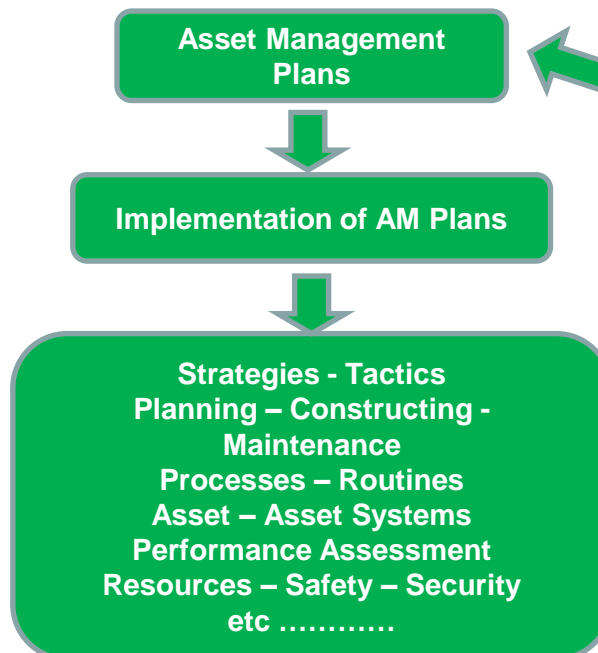 Asset Management
Plans
Implementation of AM Plans
Strategies - Tactics
Planning – Constructing -
Maintenance
Processes – Routines
Asset – Asset Systems
Performance Assessment
Resources – Safety – Security
etc …………